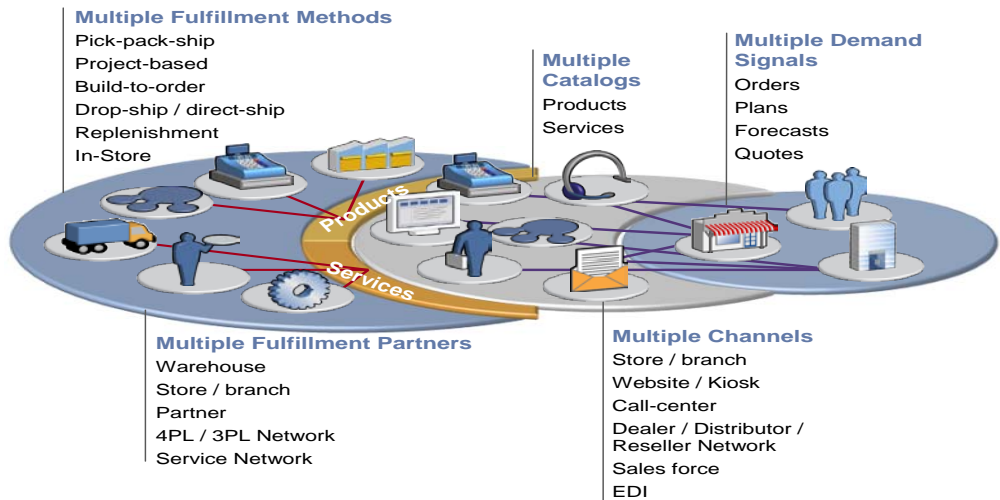 Multiple Fulfillment Methods
Pick-pack-ship
Project-based
Build-to-order
Drop-ship / direct-ship
Replenishment
In-Store
Multiple
Catalogs
Products
Services
Multiple Demand
Signals
Orders
Plans
Forecasts
Quotes
Products
Services
Multiple Fulfillment Partners
Warehouse
Store / branch
Partner
4PL / 3PL Network
Service Network
Multiple Channels
Store / branch
Website / Kiosk
Call-center
Dealer / Distributor /
Reseller Network
Sales force
EDI